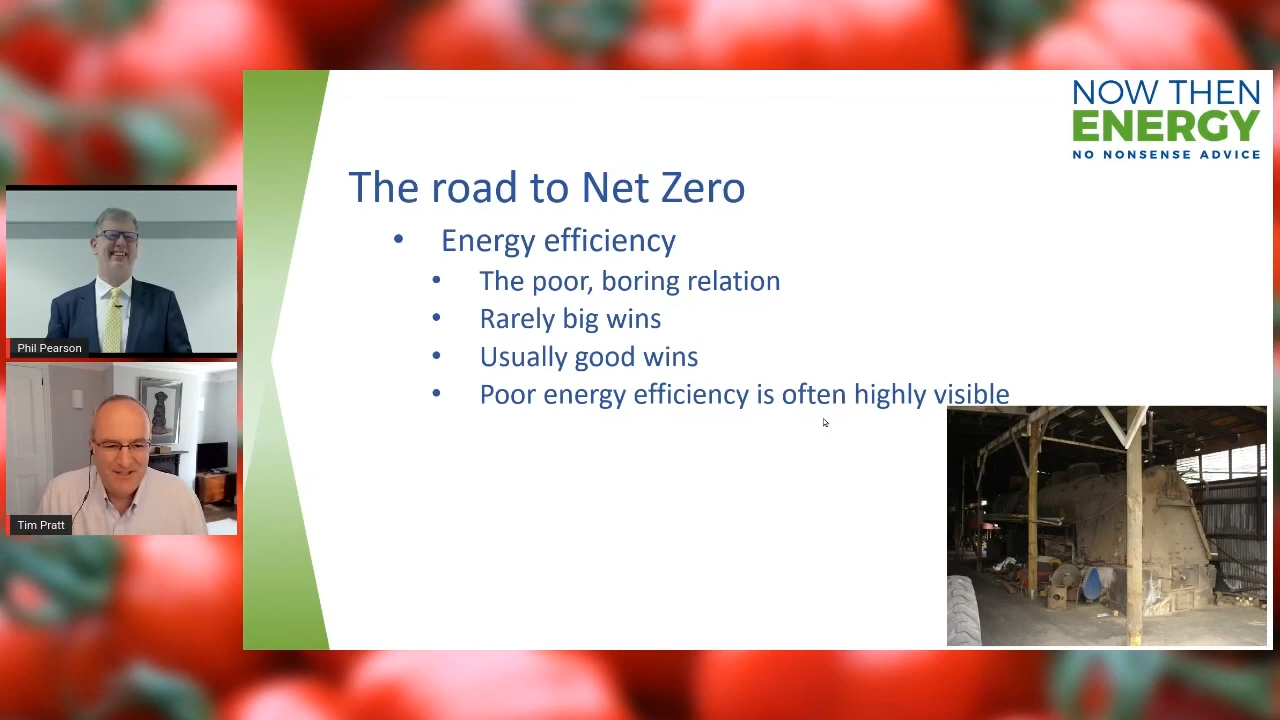 NOW THEN
ENERGY
NO NONSENSE ADVICE
The road to Net Zero
• Energy efficiency
• The poor, boring relation
• Rarely big wins
• Usually good wins
• Poor energy efficiency is often highly visible
Phil Pearson
Tim Pratt